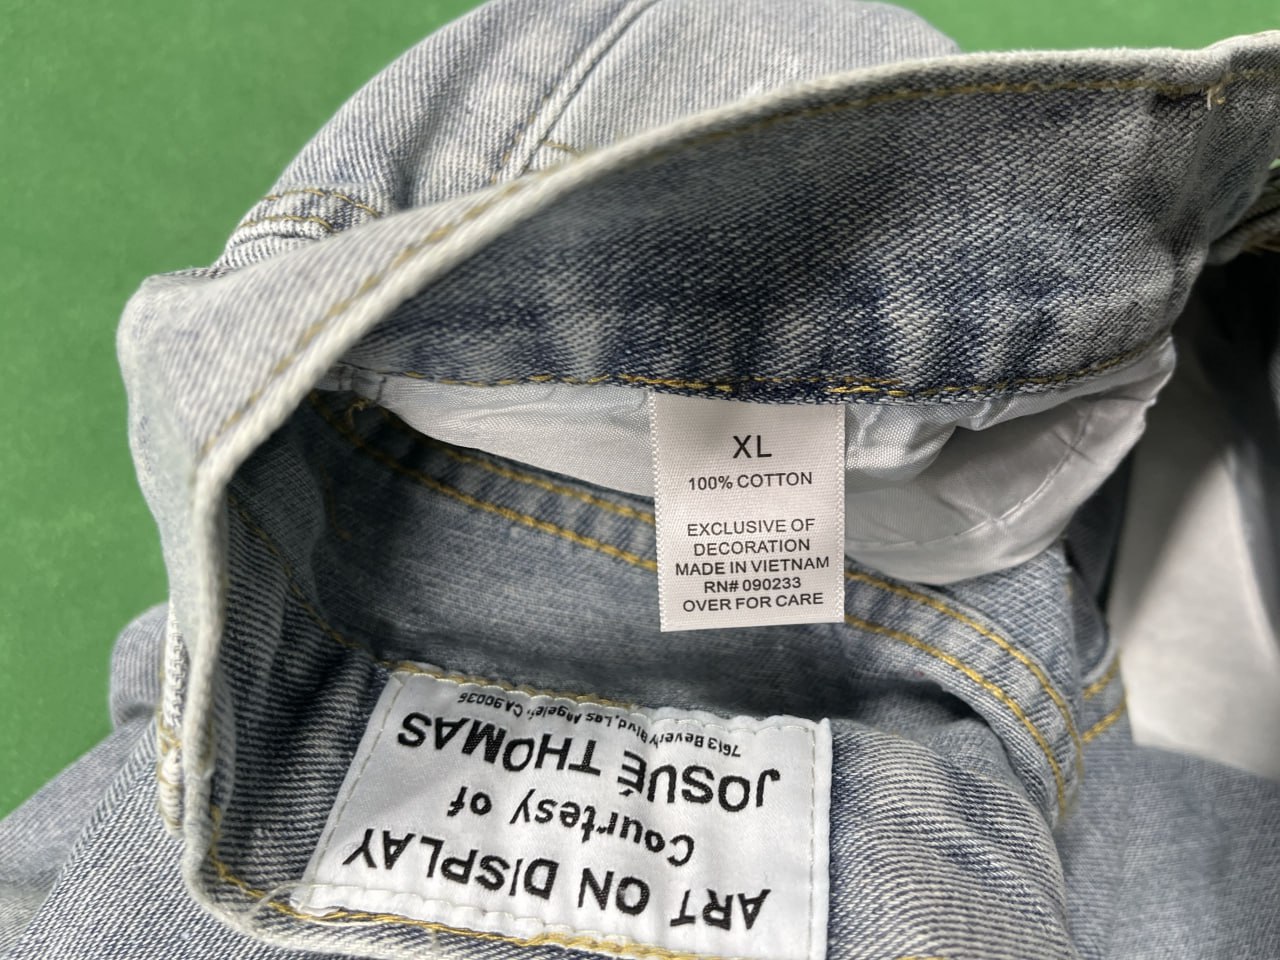 XL
100% COTTON
EXCLUSIVE OF
DECORATION
MADE IN VIETNAM
RN# 090233
OVER FOR CARE
ART ON DISPLAY
Courtesy of
JOSUÉ THOMAS
7613 Beverly Blvd, Los Angeles CA 90036